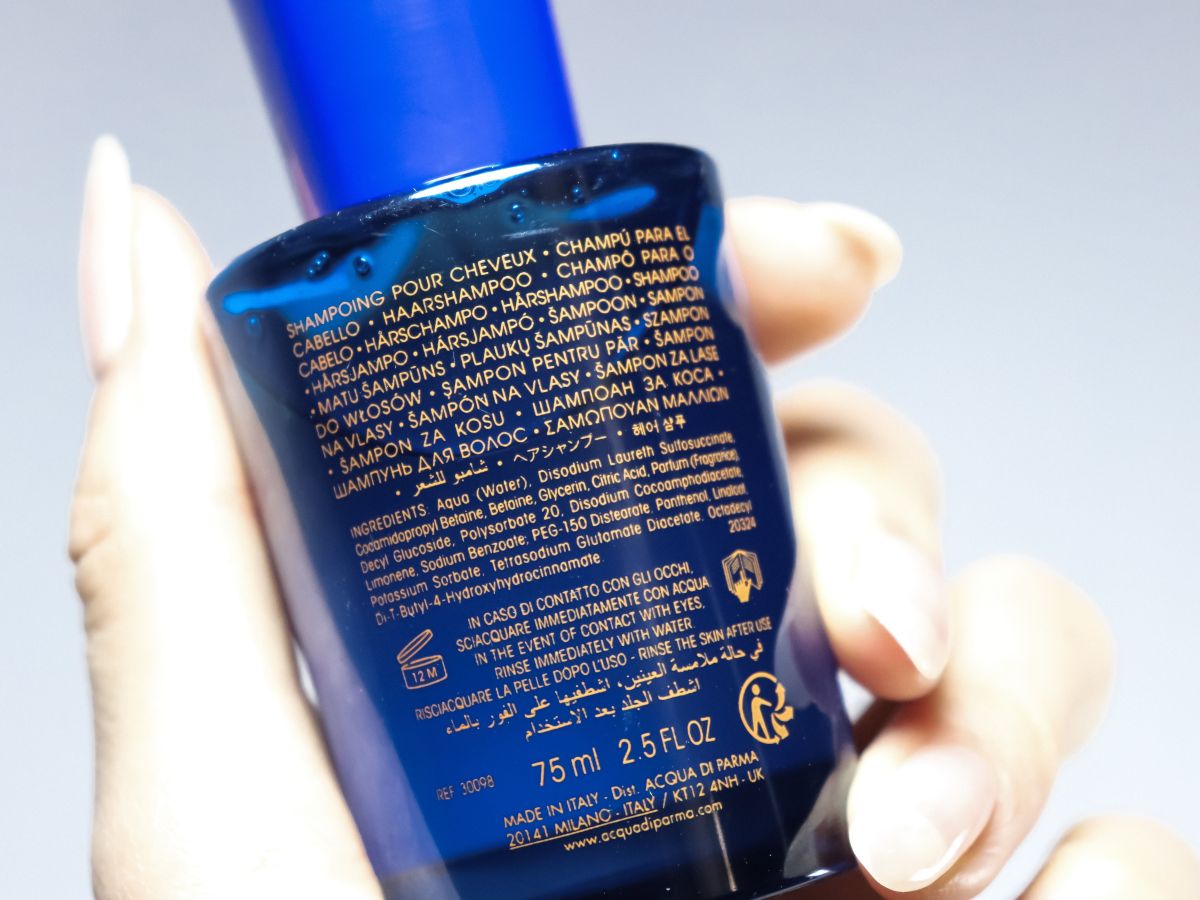 SHAMPOING POUR CHEVEUX • CHAMPÚ PARA EL
CABELLO • HAARSHAMPOO • CHAMPÔ PARA O
CABELO • HÅRSCHAMPO • HÅRSHAMPOO • SHAMPOO
• HÅRSJAMPO • HÁRSJAMPÓ • ŠAMPOON • SAMPON
• MATU ŠAMPŪNS • PLAUKŲ ŠAMPŪNAS • SZAMPON
DO WŁOSÓW • ŞAMPON PENTRU PĂR • ŠAMPON
NA VLASY • ŠAMPÓN NA VLASY • ŠAMPON ZA LASE
• ŠAMPON ZA KOSU • ШАМПОАН ЗА КОСА •
ШАМПУНЬ ДЛЯ ВОЛОС • ΣΑΜΠΟΥΑΝ ΜΑΛΛΙΩΝ
• شامبو للشعر • ヘアシャンプー • 헤어 샴푸
INGREDIENTS: Aqua (Water), Disodium Laureth Sulfosuccinate,
Cocamidopropyl Betaine, Betaine, Glycerin, Citric Acid, Parfum (Fragrance),
Decyl Glucoside, Polysorbate 20, Disodium Cocoamphodiacetate,
Limonene, Sodium Benzoate, PEG-150 Distearate, Panthenol, Linalool,
Potassium Sorbate, Tetrasodium Glutamate Diacetate, Octadecyl
Di-T-Butyl-4-Hydroxyhydrocinnamate.
20324
IN CASO DI CONTATTO CON GLI OCCHI,
SCIACQUARE IMMEDIATAMENTE CON ACQUA
IN THE EVENT OF CONTACT WITH EYES,
RINSE IMMEDIATELY WITH WATER
12 M
RISCIACQUARE LA PELLE DOPO L'USO - RINSE THE SKIN AFTER USE
في حالة ملامسة العينين، اشطفيها على الفور بالماء
اشطف الجلد بعد الاستخدام
REF 30098
75 ml 2.5 FL.OZ
MADE IN ITALY - Dist. ACQUA DI PARMA
20141 MILANO - ITALY / KT12 4NH - UK
www.acquadiparma.com